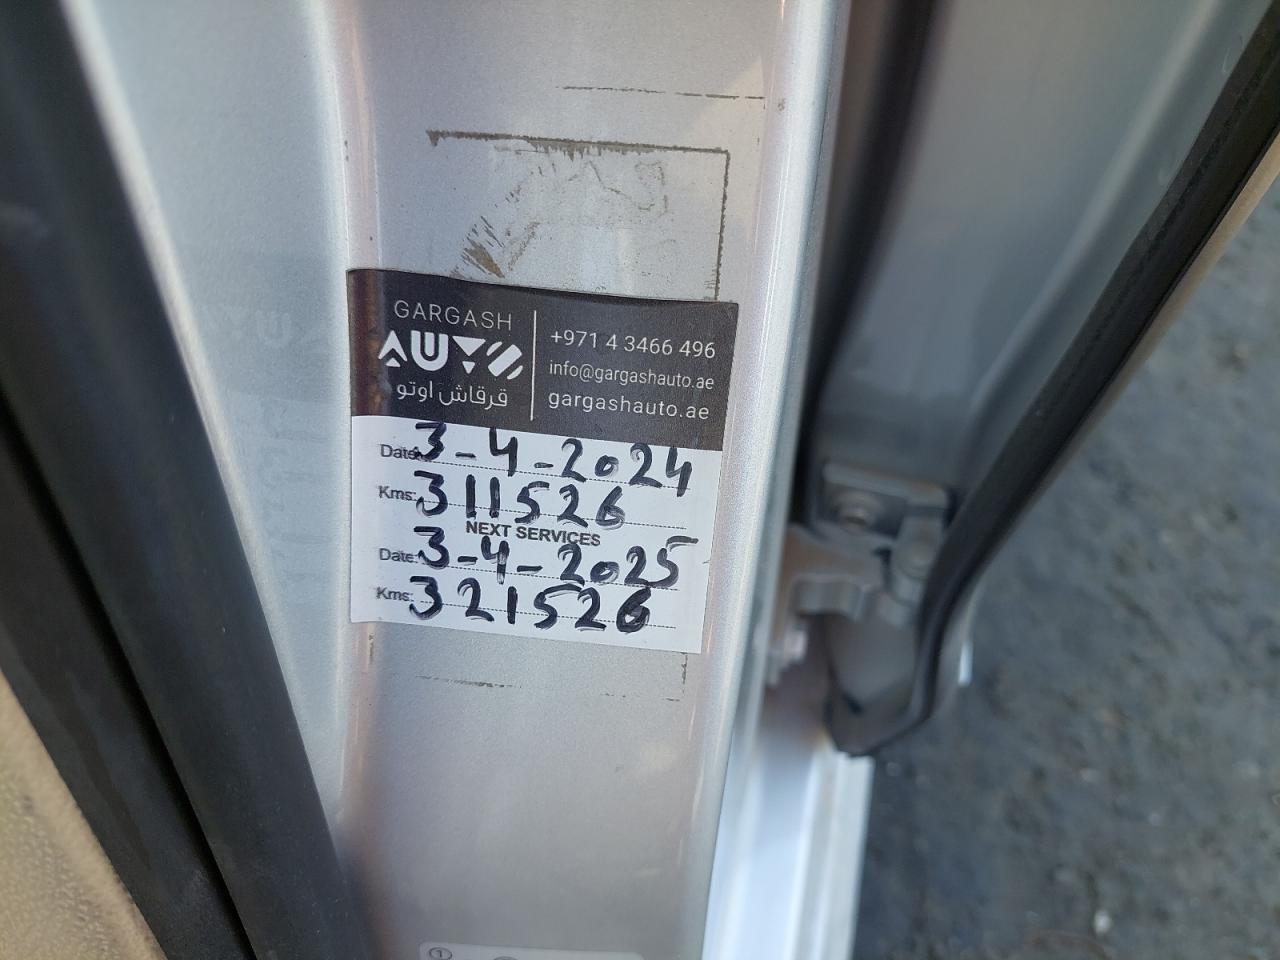 GARGASH
AUTO
قرقاش اوتو
+971 4 3466 496
info@gargashauto.ae
gargashauto.ae
Date: 3-4-2024
Kms: 311526
NEXT SERVICES
Date: 3-4-2025
Kms: 321526
1